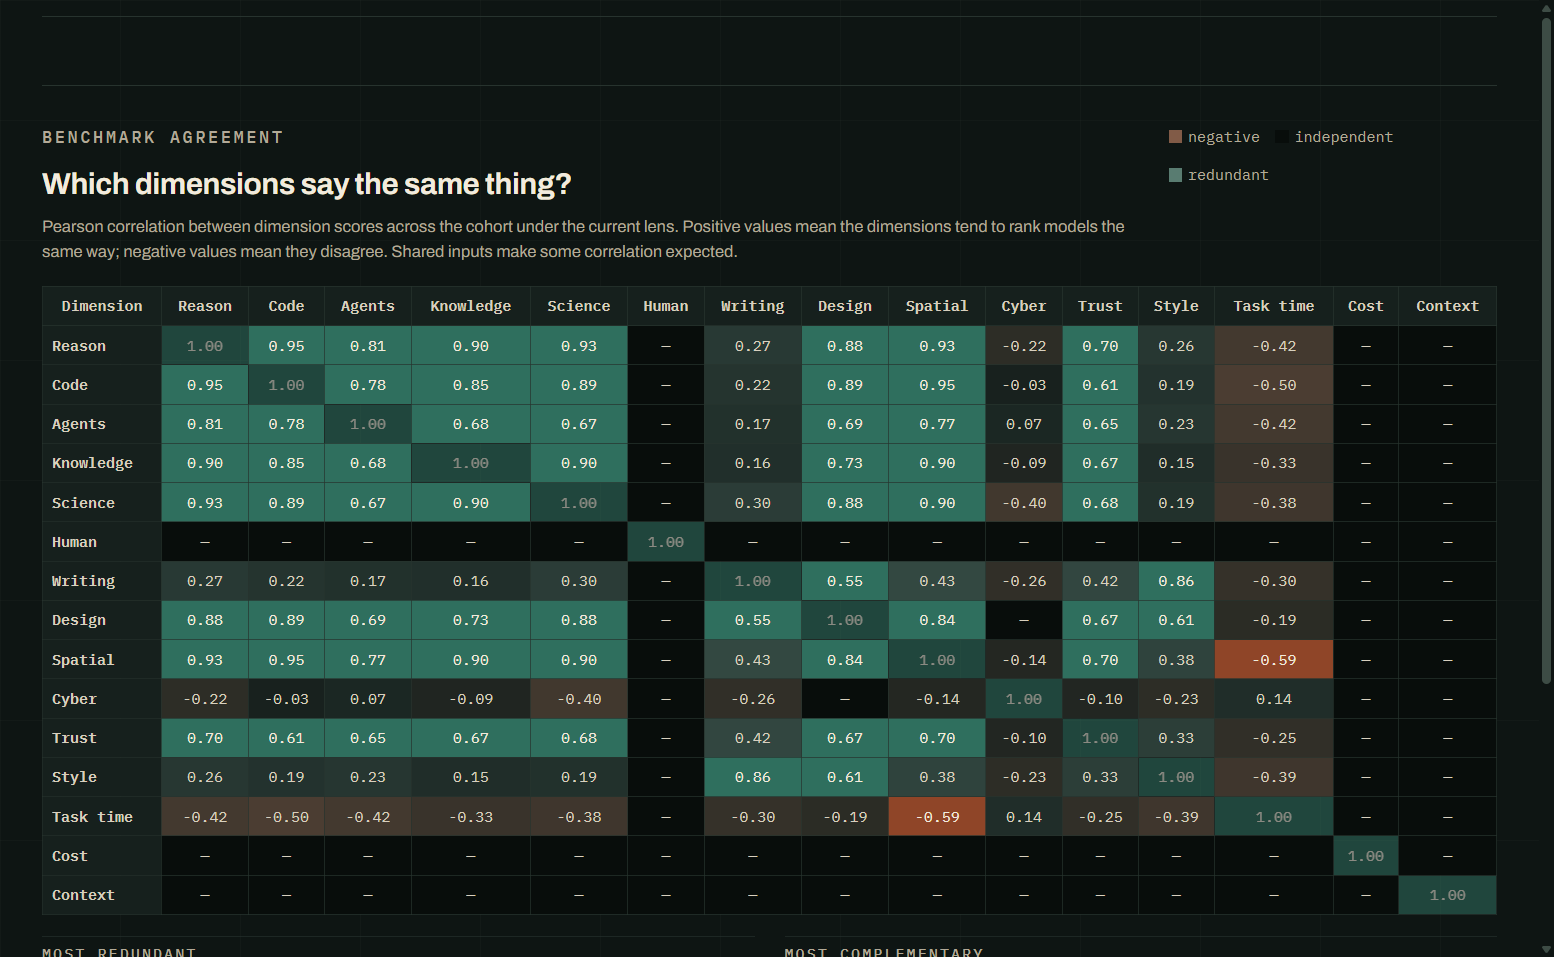 BENCHMARK AGREEMENT
negative independent
redundant
Which dimensions say the same thing?
Pearson correlation between dimension scores across the cohort under the current lens. Positive values mean the dimensions tend to rank models the
same way; negative values mean they disagree. Shared inputs make some correlation expected.
Dimension Reason Code Agents Knowledge Science Human Writing Design Spatial Cyber Trust Style Task time Cost Context
Reason 1.00 0.95 0.81 0.90 0.93 — 0.27 0.88 0.93 -0.22 0.70 0.26 -0.42 — —
Code 0.95 1.00 0.78 0.85 0.89 — 0.22 0.89 0.95 -0.03 0.61 0.19 -0.50 — —
Agents 0.81 0.78 1.00 0.68 0.67 — 0.17 0.69 0.77 0.07 0.65 0.23 -0.42 — —
Knowledge 0.90 0.85 0.68 1.00 0.90 — 0.16 0.73 0.90 -0.09 0.67 0.15 -0.33 — —
Science 0.93 0.89 0.67 0.90 1.00 — 0.30 0.88 0.90 -0.40 0.68 0.19 -0.38 — —
Human — — — — — 1.00 — — — — — — — — —
Writing 0.27 0.22 0.17 0.16 0.30 — 1.00 0.55 0.43 -0.26 0.42 0.86 -0.30 — —
Design 0.88 0.89 0.69 0.73 0.88 — 0.55 1.00 0.84 — 0.67 0.61 -0.19 — —
Spatial 0.93 0.95 0.77 0.90 0.90 — 0.43 0.84 1.00 -0.14 0.70 0.38 -0.59 — —
Cyber -0.22 -0.03 0.07 -0.09 -0.40 — -0.26 — -0.14 1.00 -0.10 -0.23 0.14 — —
Trust 0.70 0.61 0.65 0.67 0.68 — 0.42 0.67 0.70 -0.10 1.00 0.33 -0.25 — —
Style 0.26 0.19 0.23 0.15 0.19 — 0.86 0.61 0.38 -0.23 0.33 1.00 -0.39 — —
Task time -0.42 -0.50 -0.42 -0.33 -0.38 — -0.30 -0.19 -0.59 0.14 -0.25 -0.39 1.00 — —
Cost — — — — — — — — — — — — — 1.00 —
Context — — — — — — — — — — — — — — 1.00
MOST REDUNDANT MOST COMPLEMENTARY